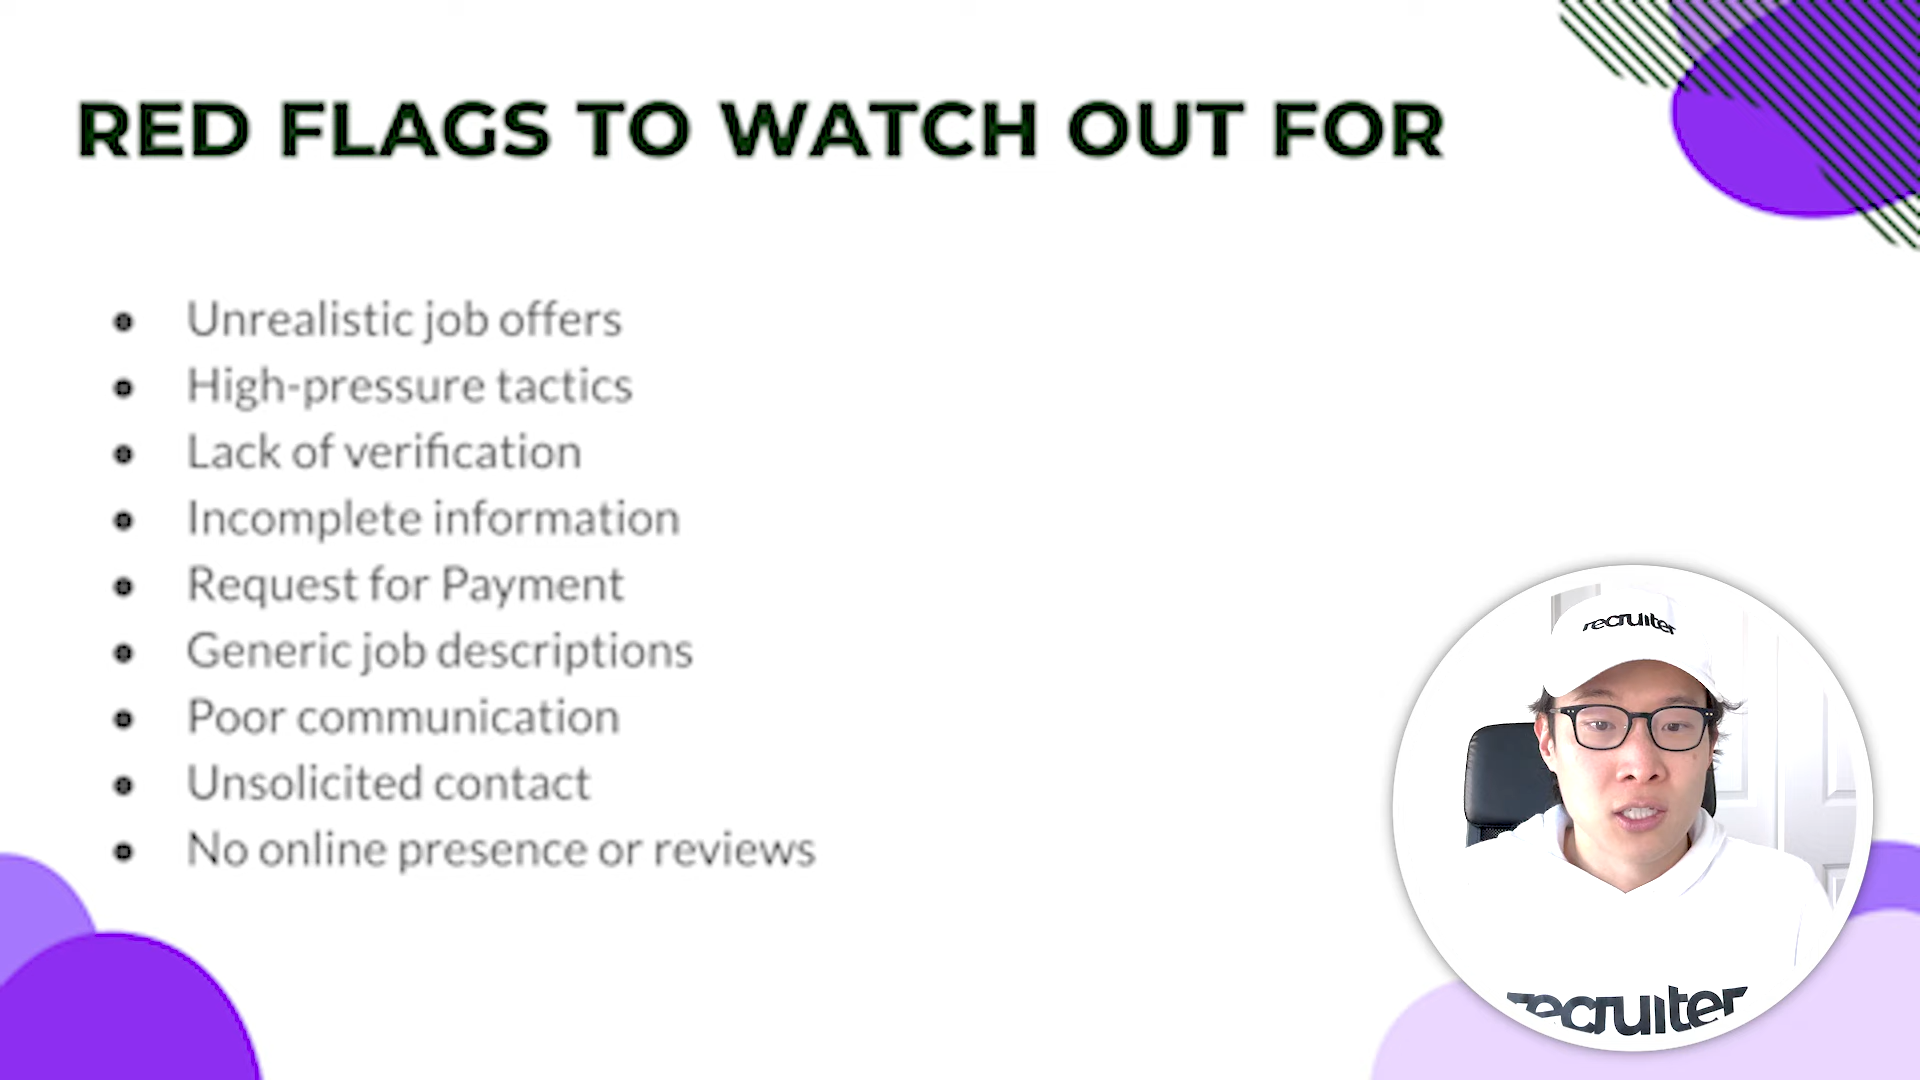 RED FLAGS TO WATCH OUT FOR
Unrealistic job offers
High-pressure tactics
Lack of verification
Incomplete information
Request for Payment
Generic job descriptions
Poor communication
Unsolicited contact
No online presence or reviews
recruiter
recruiter